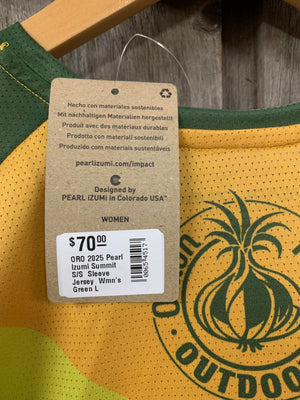 Hecho con materiales sostenibles
Mit nachhaltigen Materialien hergestellt
Produit avec des matériaux durables
Prodotto con materiali sostenibili
Produzido com materiais sustentáveis
pearlizumi.com/impact
Designed by
PEARL iZUMi in Colorado USA™
WOMEN
$70.00
ORO 2025 Pearl
Izumi Summit
S/S Sleeve
Jersey Wmn's
Green L
00654517
OUTDOO